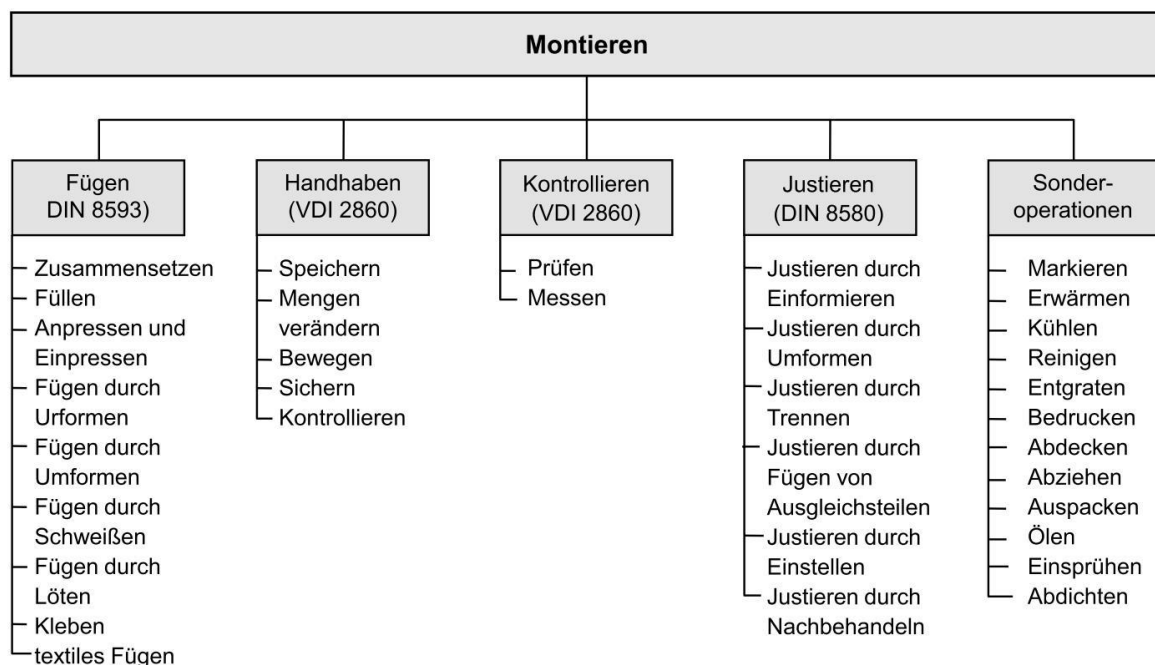 Montieren
Fügen
DIN 8593)
Zusammensetzen
Füllen
Anpressen und
Einpressen
Fügen durch
Urformen
Fügen durch
Umformen
Fügen durch
Schweißen
Fügen durch
Löten
Kleben
textiles Fügen
Handhaben
(VDI 2860)
Speichern
Mengen
verändern
Bewegen
Sichern
Kontrollieren
Kontrollieren
(VDI 2860)
Prüfen
Messen
Justieren
(DIN 8580)
Justieren durch
Einformieren
Justieren durch
Umformen
Justieren durch
Trennen
Justieren durch
Fügen von
Ausgleichsteilen
Justieren durch
Einstellen
Justieren durch
Nachbehandeln
Sonder-
operationen
Markieren
Erwärmen
Kühlen
Reinigen
Entgraten
Bedrucken
Abdecken
Abziehen
Auspacken
Ölen
Einsprühen
Abdichten